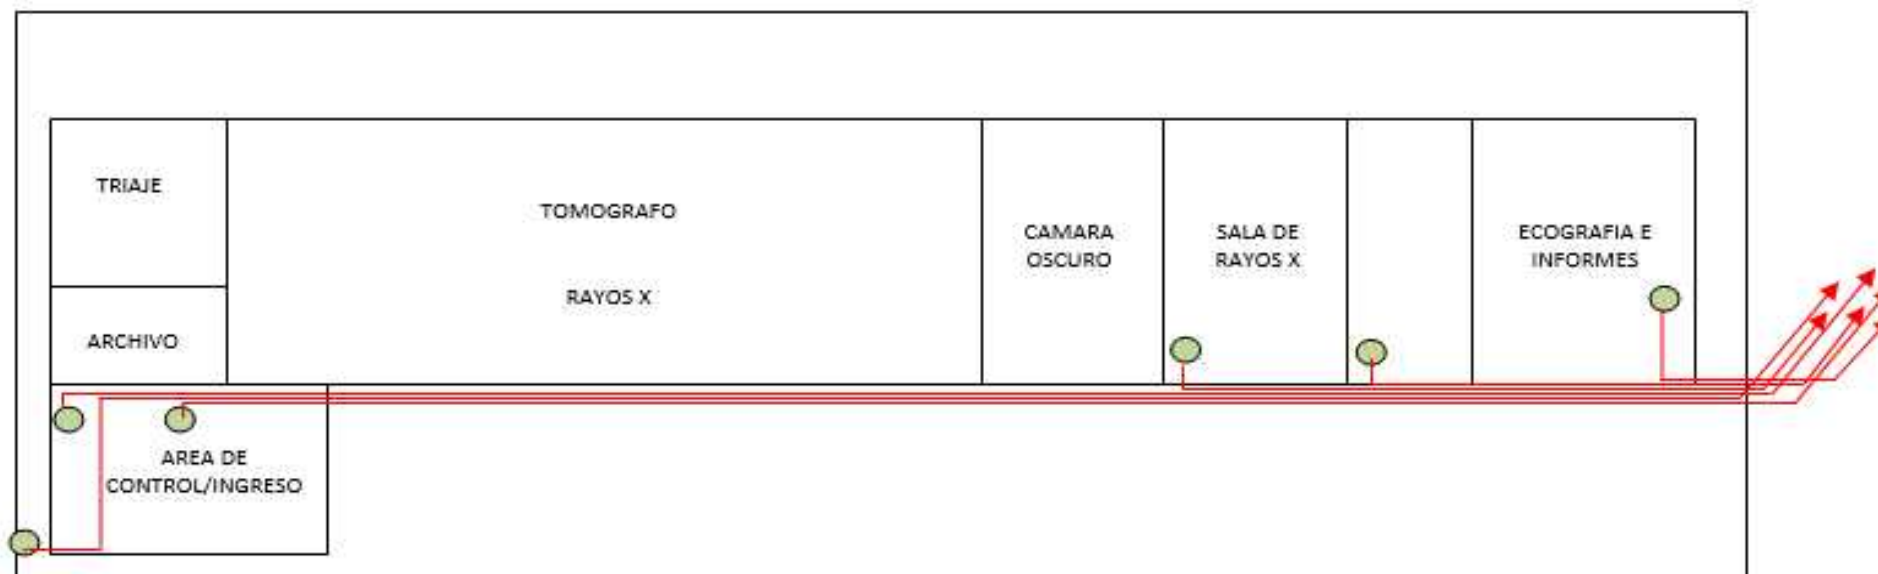 TRIAJE
TOMOGRAFO
RAYOS X
CAMARA
OSCURO
SALA DE
RAYOS X
ECOGRAFIA E
INFORMES
ARCHIVO
AREA DE
CONTROL/INGRESO